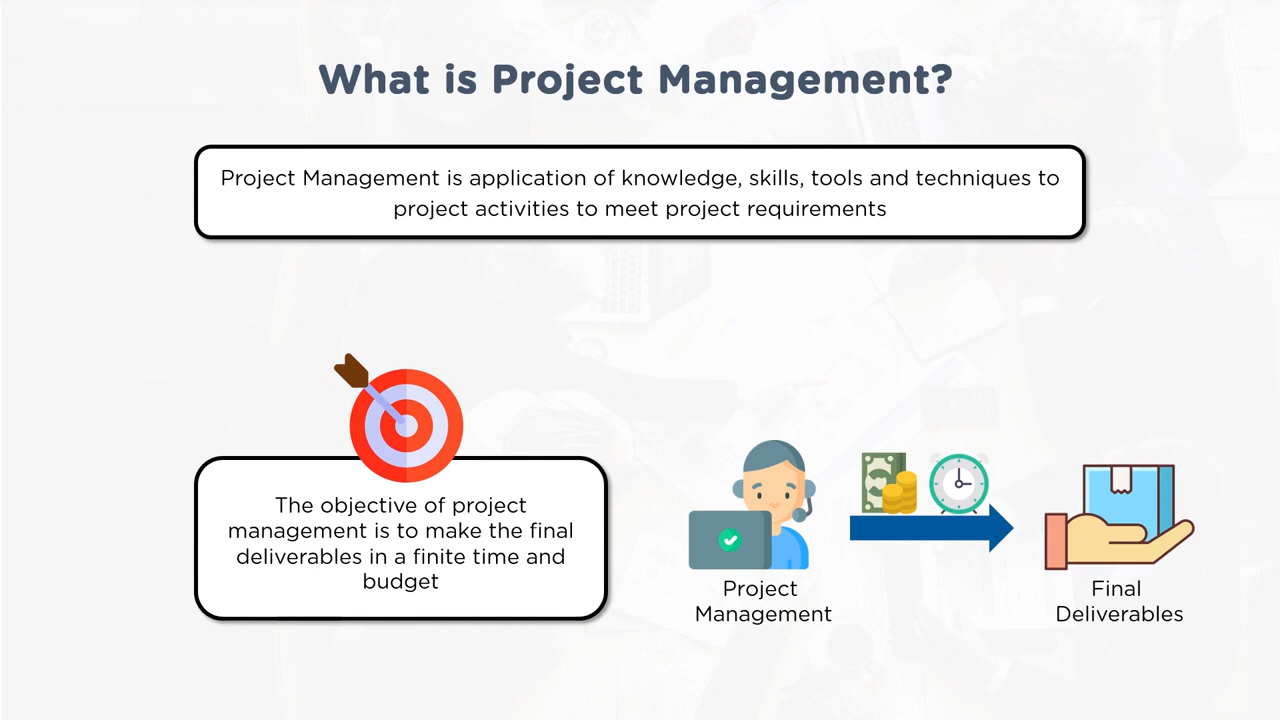 What is Project Management?
Project Management is application of knowledge, skills, tools and techniques to
project activities to meet project requirements
The objective of project
management is to make the final
deliverables in a finite time and
budget
Project
Management
Final
Deliverables